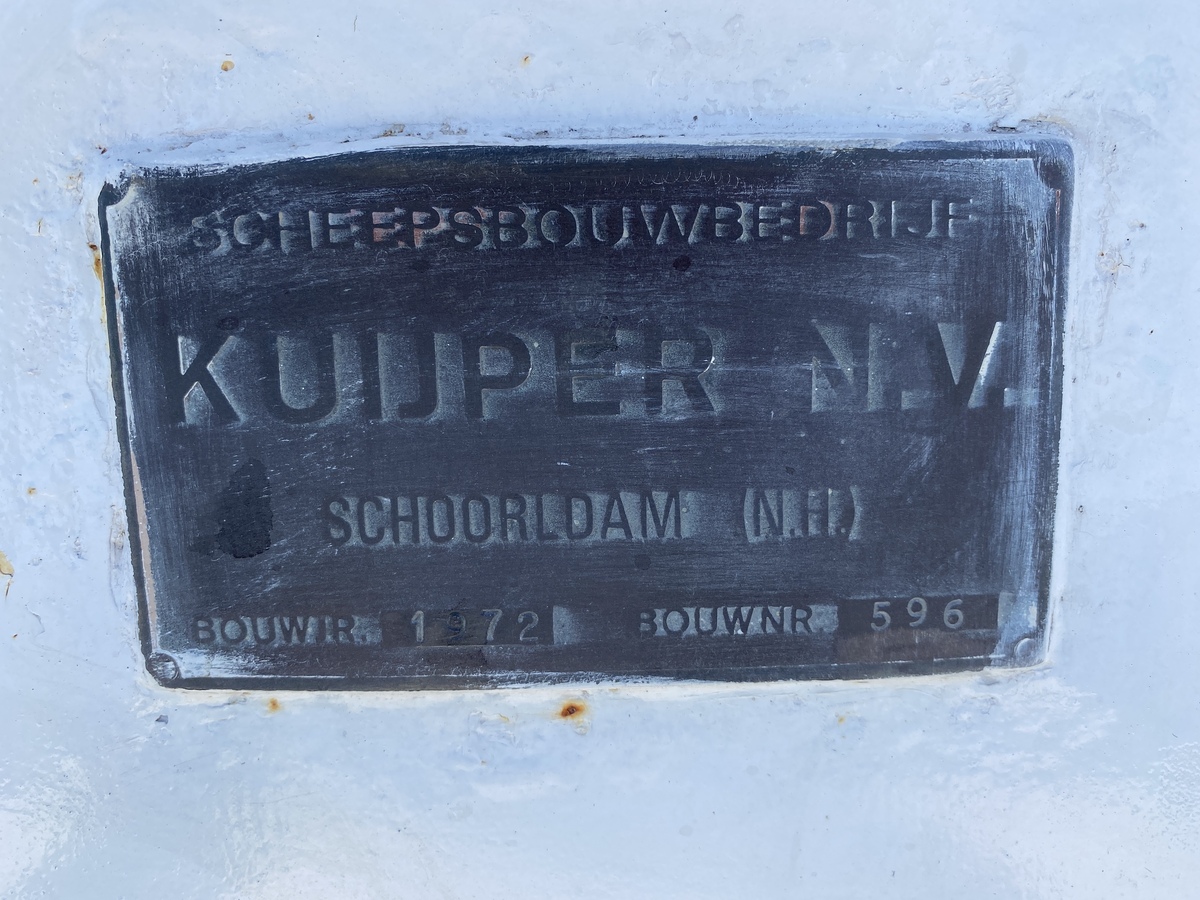 SCHEEPSBOUWBEDRIJF
KUIJPER N.V.
SCHOORLDAM (N.H.)
BOUWJR. 1972 BOUWNR. 596